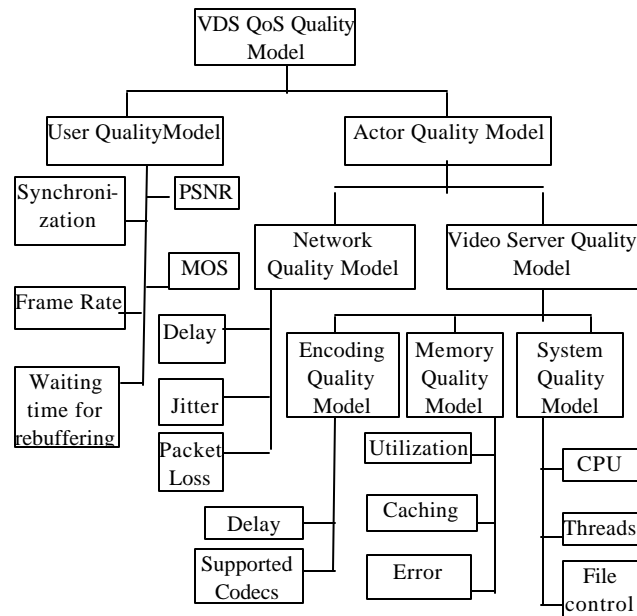 VDS QoS Quality
Model
User QualityModel
Actor Quality Model
Synchroni-
zation
PSNR
MOS
Frame Rate
Waiting
time for
rebuffering
Network
Quality Model
Video Server Quality
Model
Delay
Jitter
Packet
Loss
Encoding
Quality
Model
Memory
Quality
Model
System
Quality
Model
Delay
Supported
Codecs
Utilization
Caching
Error
CPU
Threads
File
control